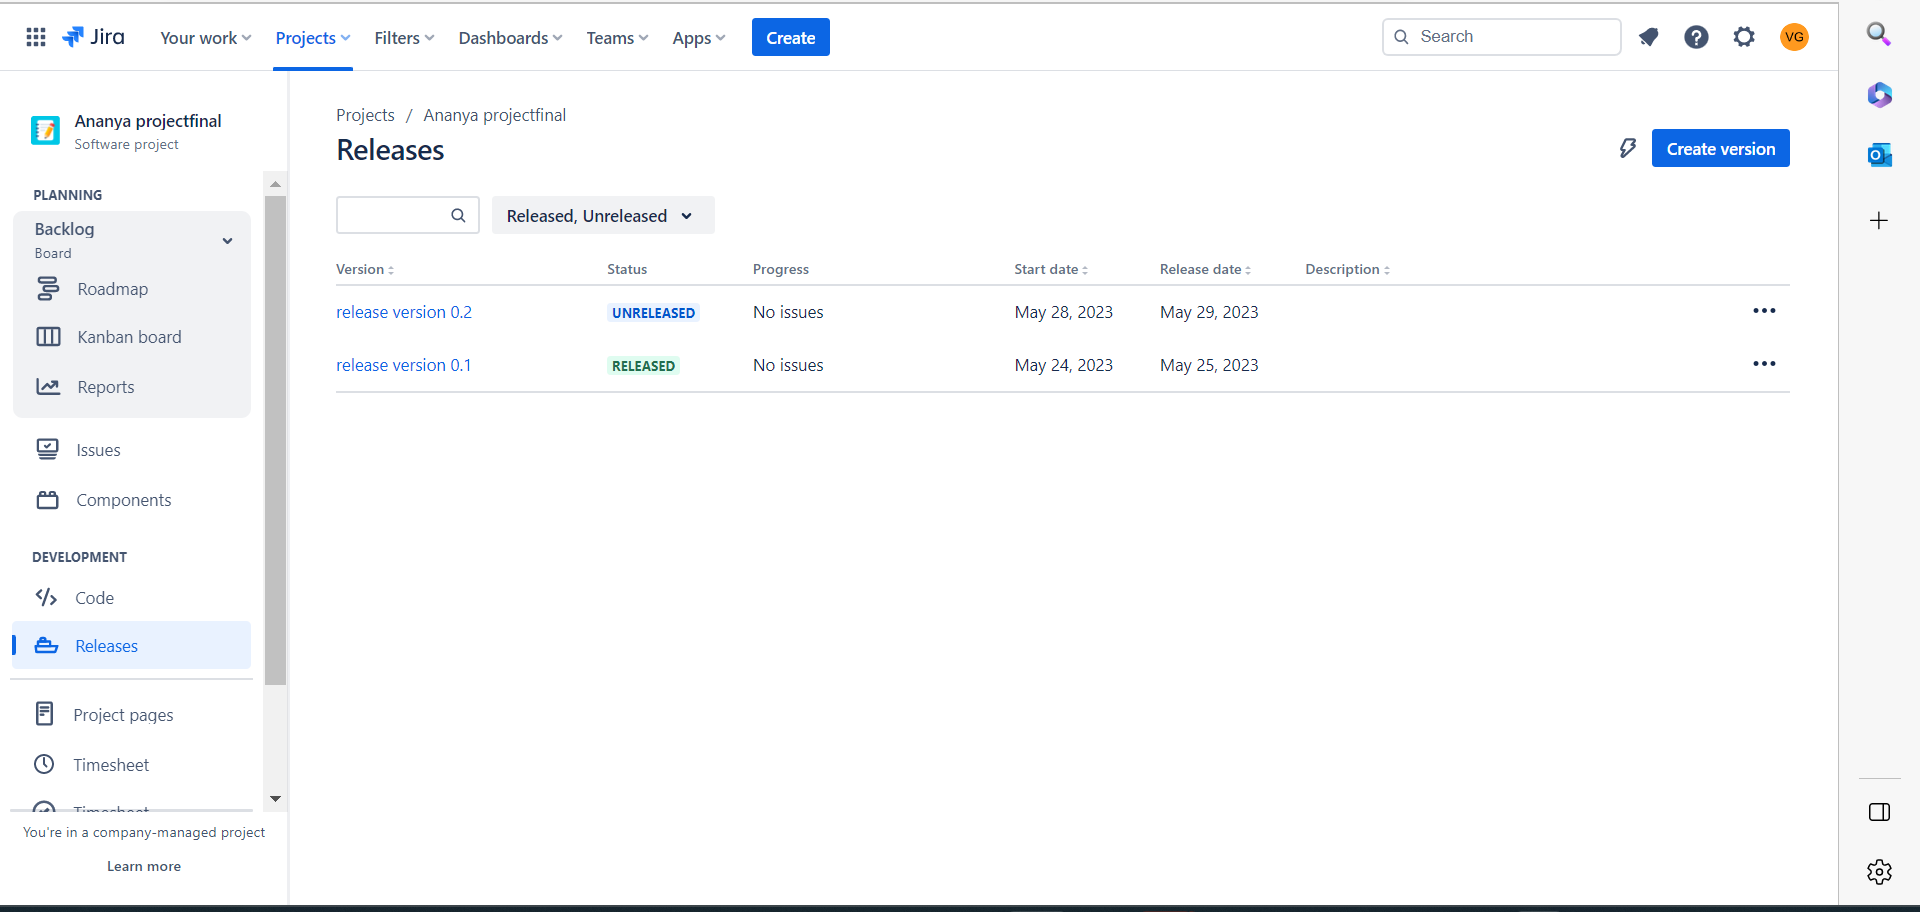 Jira Your work Projects Filters Dashboards Teams Apps Create Search VG
Ananya projectfinal
Software project
PLANNING
Backlog
Board
Roadmap
Kanban board
Reports
Issues
Components
DEVELOPMENT
Code
Releases
Project pages
Timesheet
Timesheet
You're in a company-managed project
Learn more
Projects / Ananya projectfinal
Releases
Create version
Released, Unreleased
Version Status Progress Start date Release date Description
release version 0.2 UNRELEASED No issues May 28, 2023 May 29, 2023
release version 0.1 RELEASED No issues May 24, 2023 May 25, 2023